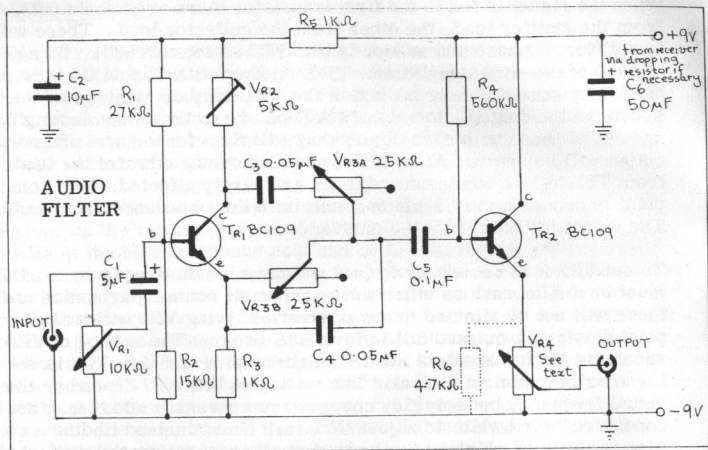 R5 1KΩ
O+9V
from receiver
via dropping
resistor if
necessary
+
C6
50μF
+
C2
10μF
R1
15KΩ
VR2
5KΩ
R4
560KΩ
C3 0.05μF
VR3A 25KΩ
AUDIO
FILTER
c
TR1 BC109
e
c
TR2 BC109
e
C1
5μF
+
VR3B 25KΩ
C5
0.1μF
INPUT
VR1
10KΩ
R2
15KΩ
R3
1KΩ
C4 0.05μF
R6
4.7KΩ
VR4
See
text
OUTPUT
O-9V